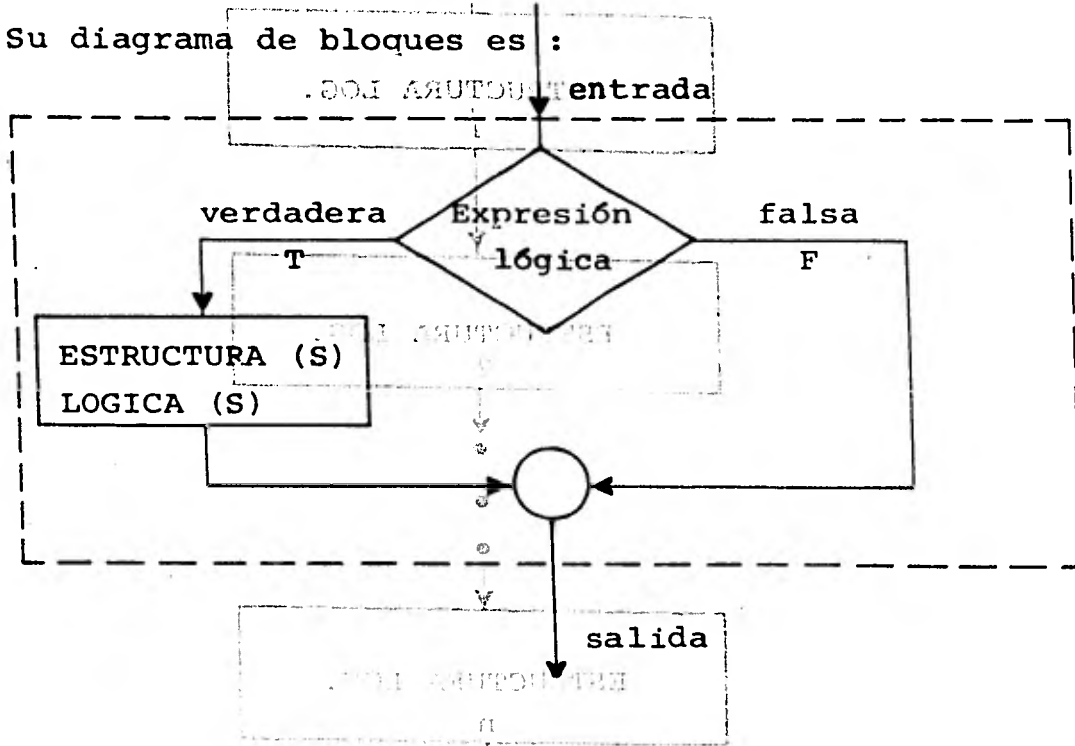 Su diagrama de bloques es :
entrada
verdadera
Expresión
lógica
falsa
T
F
ESTRUCTURA (S)
LOGICA (S)
salida